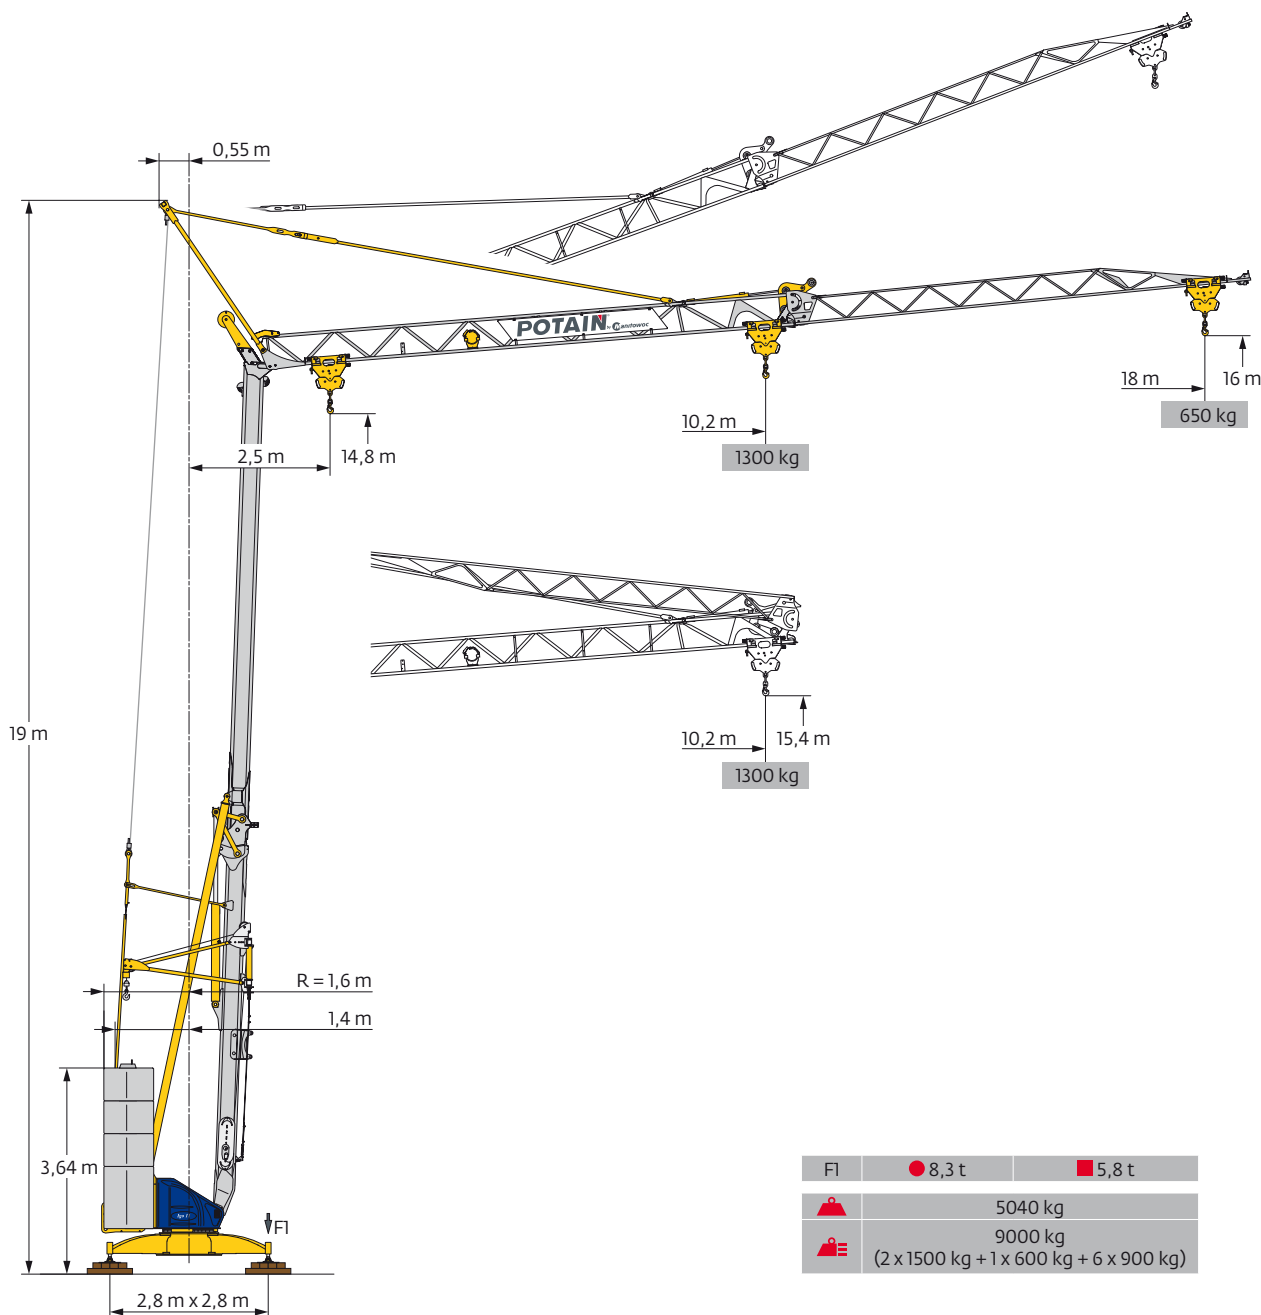 0,55 m
POTAIN by Manitowoc
18 m
16 m
650 kg
10,2 m
1300 kg
2,5 m
14,8 m
19 m
10,2 m
15,4 m
1300 kg
R = 1,6 m
1,4 m
3,64 m
F1
2,8 m x 2,8 m
F1 8,3 t 5,8 t
5040 kg
9000 kg
(2 x 1500 kg + 1 x 600 kg + 6 x 900 kg)